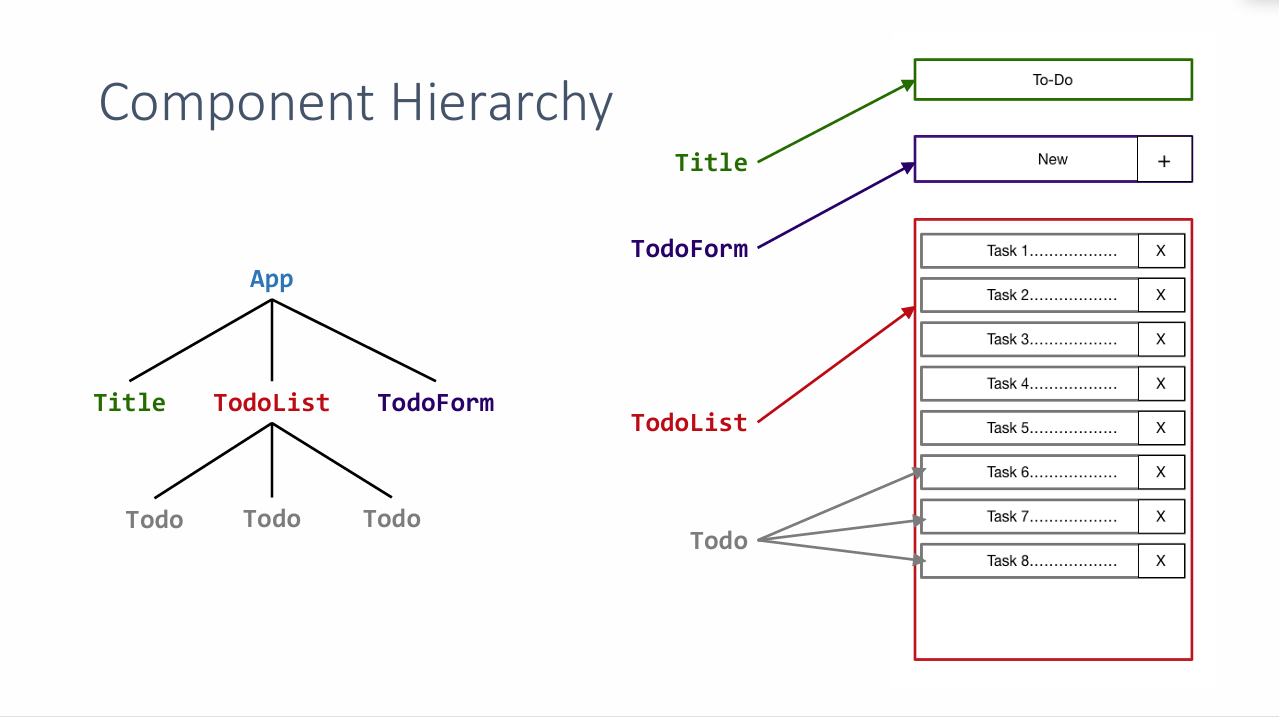 Component Hierarchy
App
Title TodoList TodoForm
Todo Todo Todo
Title
TodoForm
TodoList
Todo
To-Do
New +
Task 1.................. X
Task 2.................. X
Task 3.................. X
Task 4.................. X
Task 5.................. X
Task 6.................. X
Task 7.................. X
Task 8.................. X